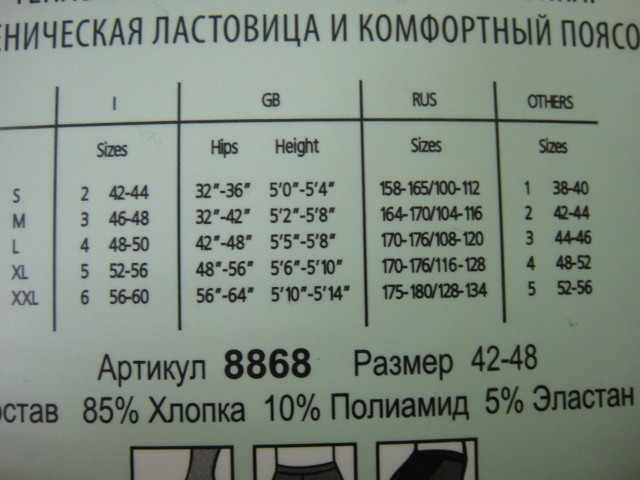 ЕНИЧЕСКАЯ ЛАСТОВИЦА И КОМФОРТНЫЙ ПОЯСО
I GB RUS OTHERS
Sizes Hips Height Sizes Sizes
S 2 42-44 32"-36" 5'0"-5'4" 158-165/100-112 1 38-40
M 3 46-48 32"-42" 5'2"-5'8" 164-170/104-116 2 42-44
L 4 48-50 42"-48" 5'5"-5'8" 170-176/108-120 3 44-46
XL 5 52-56 48"-56" 5'6"-5'10" 170-176/116-128 4 48-52
XXL 6 56-60 56"-64" 5'10"-5'14" 175-180/128-134 5 52-56
Артикул 8868 Размер 42-48
остав 85% Хлопка 10% Полиамид 5% Эластан